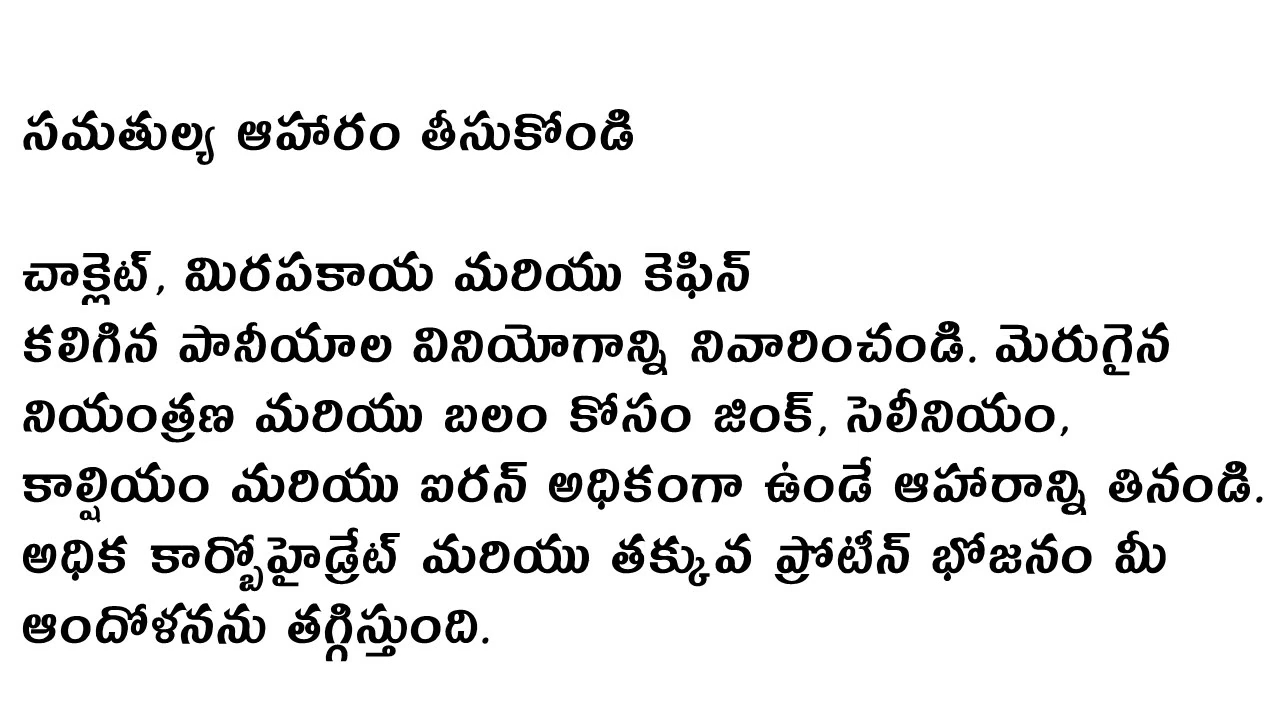 సమతుల్య ఆహారం తీసుకోండి
చాక్లెట్, మిరపకాయ మరియు కెఫిన్
కలిగిన పానీయాల వినియోగాన్ని నివారించండి. మెరుగైన
నియంత్రణ మరియు బలం కోసం జింక్, సెలీనియం,
కాల్షియం మరియు ఐరన్ అధికంగా ఉండే ఆహారాన్ని తినండి.
అధిక కార్బోహైడ్రేట్ మరియు తక్కువ ప్రోటీన్ భోజనం మీ
ఆందోళనను తగ్గిస్తుంది.